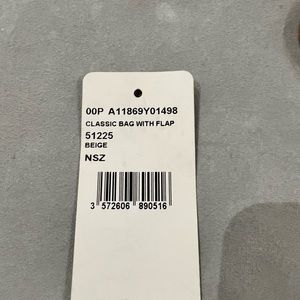 00P A11869Y01498
CLASSIC BAG WITH FLAP
51225
BEIGE
NSZ
3 572606 890516